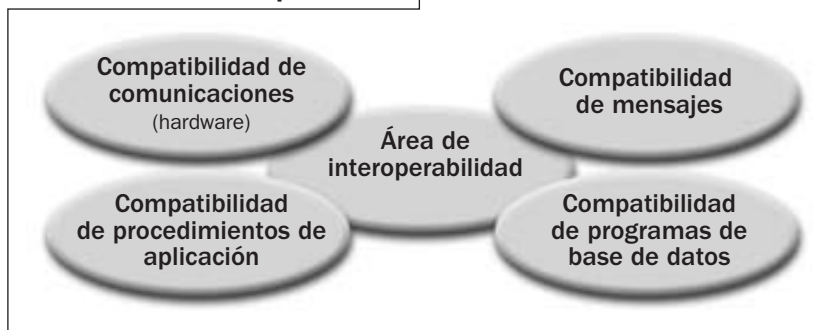 Compatibilidad de
comunicaciones
(hardware)
Compatibilidad
de mensajes
Área de
interoperabilidad
Compatibilidad
de procedimientos de
aplicación
Compatibilidad
de programas de
base de datos